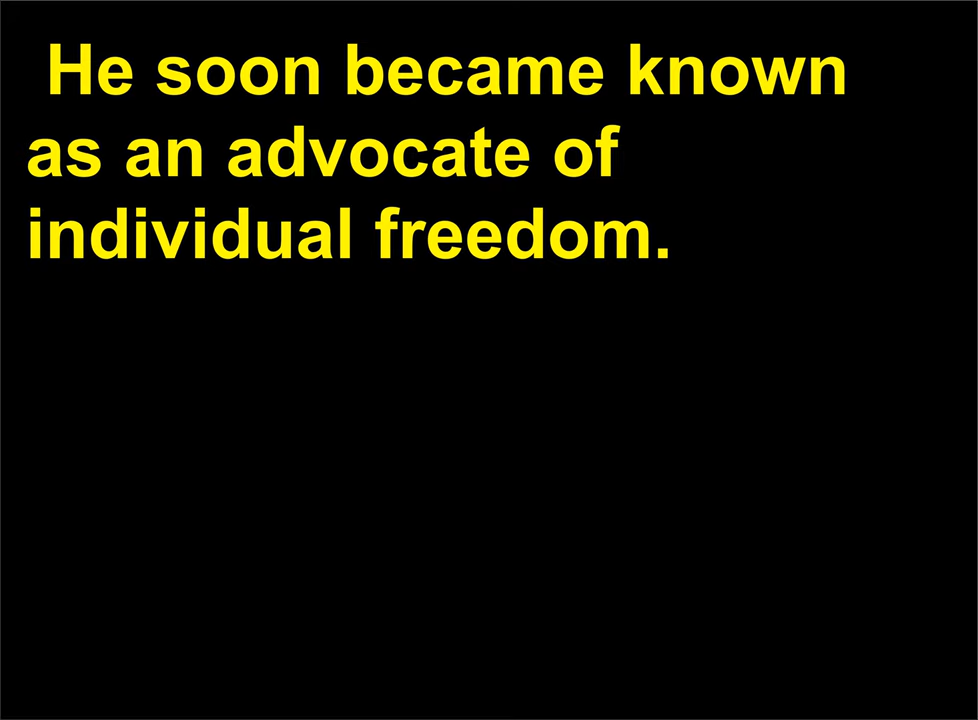 He soon became known
as an advocate of
individual freedom.